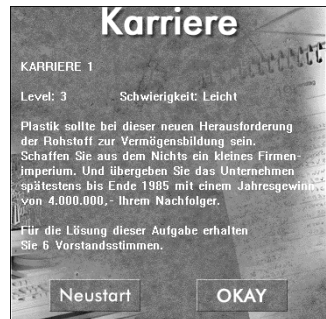 Karriere
KARRIERE 1
Level: 3 Schwierigkeit: Leicht
Plastik sollte bei dieser neuen Herausforderung
der Rohstoff zur Vermögensbildung sein.
Schaffen Sie aus dem Nichts ein kleines Firmen-
imperium. Und übergeben Sie das Unternehmen
spätestens bis Ende 1985 mit einem Jahresgewinn
von 4.000.000,- Ihrem Nachfolger.
Für die Lösung dieser Aufgabe erhalten
Sie 6 Vorstandsstimmen.
Neustart OKAY